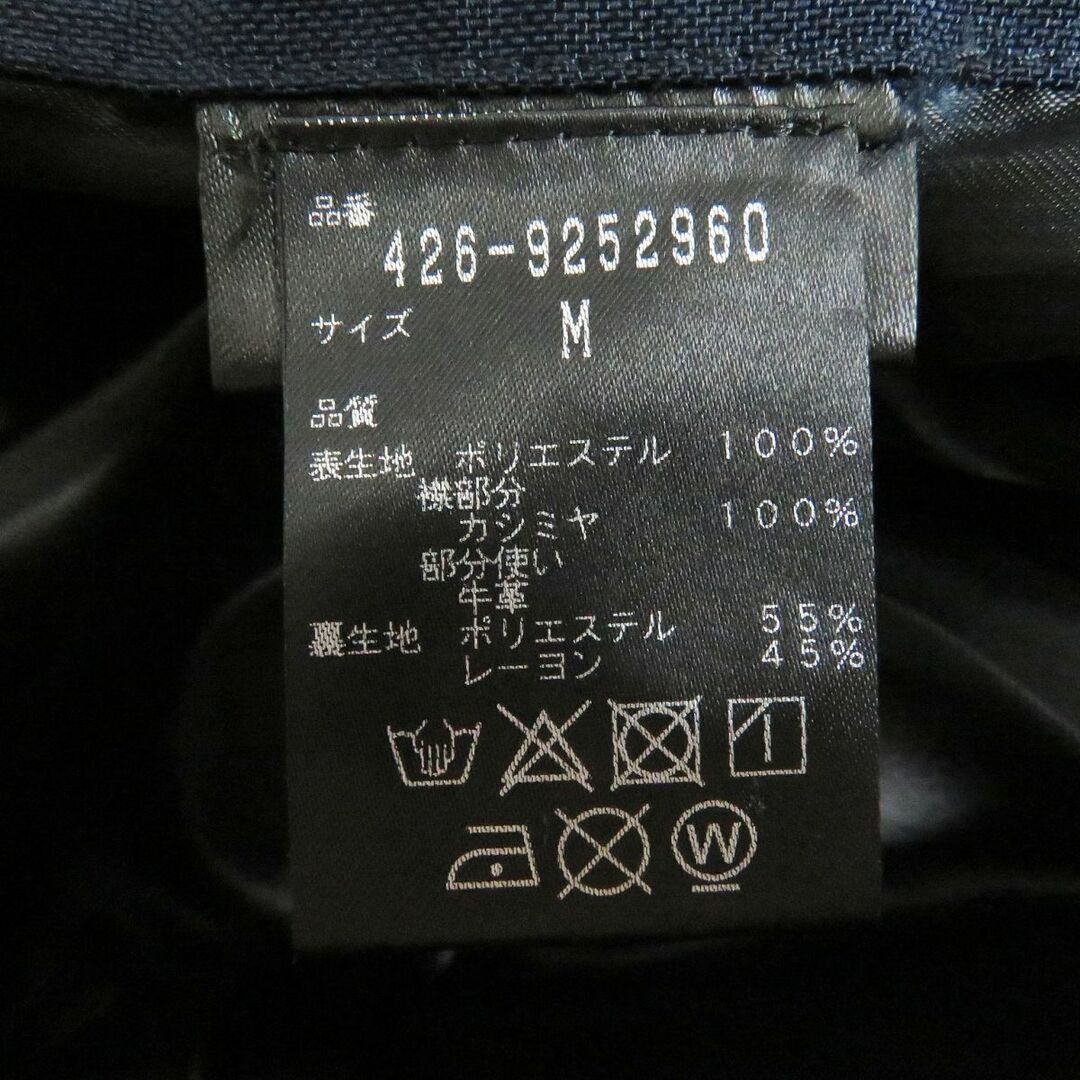 品番
426-9252960
サイズ M
品質
表生地 ポリエステル 100%
襟部分
カシミヤ 100%
部分使い
牛革
裏生地 ポリエステル 55%
レーヨン 45%
W